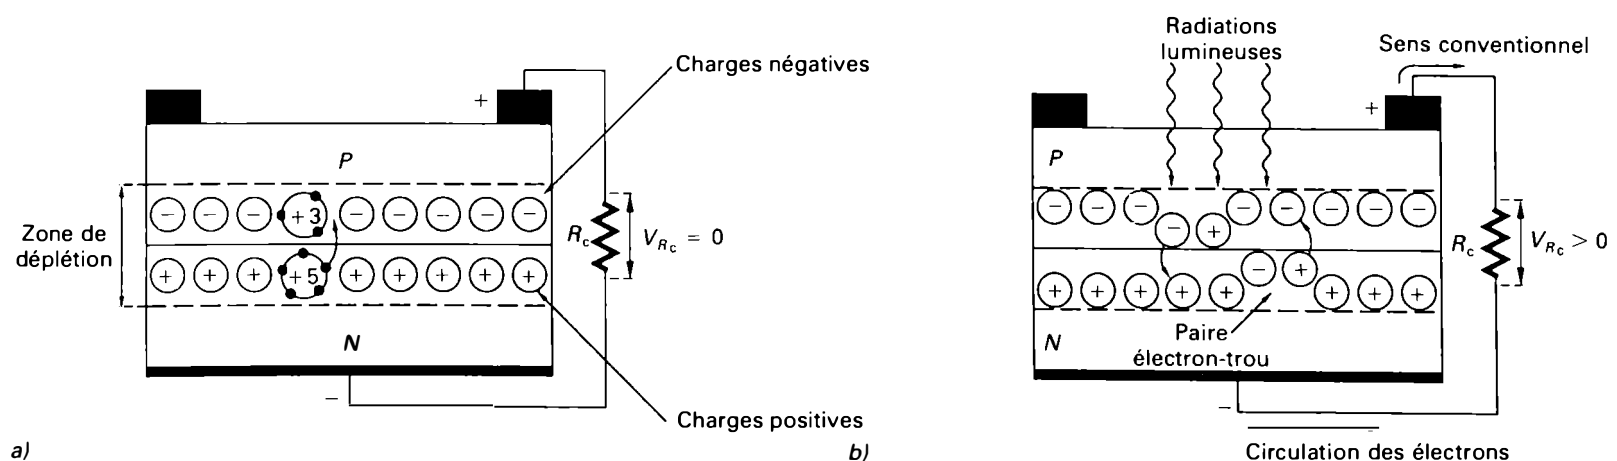 Charges négatives
+
P
− − − +3 − − − − −
Zone de
déplétion
+ + + +5 + + + + +
R_c
V_{R_c} = 0
N
−
Charges positives
a)
Radiations
lumineuses
Sens conventionnel
+
P
− − − − − − − −
− +
R_c
V_{R_c} > 0
− +
+ + + + + + + +
Paire
électron-trou
N
−
Circulation des électrons
b)